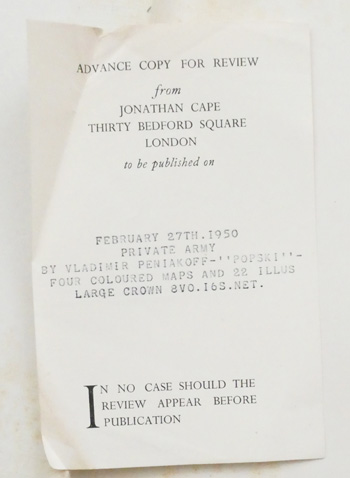 ADVANCE COPY FOR REVIEW
from
JONATHAN CAPE
THIRTY BEDFORD SQUARE
LONDON
to be published on
FEBRUARY 27TH.1950
PRIVATE ARMY
BY VLADIMIR PENIAKOFF-''POPSKI''-
FOUR COLOURED MAPS AND 22 ILLUS
LARGE CROWN 8VO.16S.NET.
IN NO CASE SHOULD THE
REVIEW APPEAR BEFORE
PUBLICATION